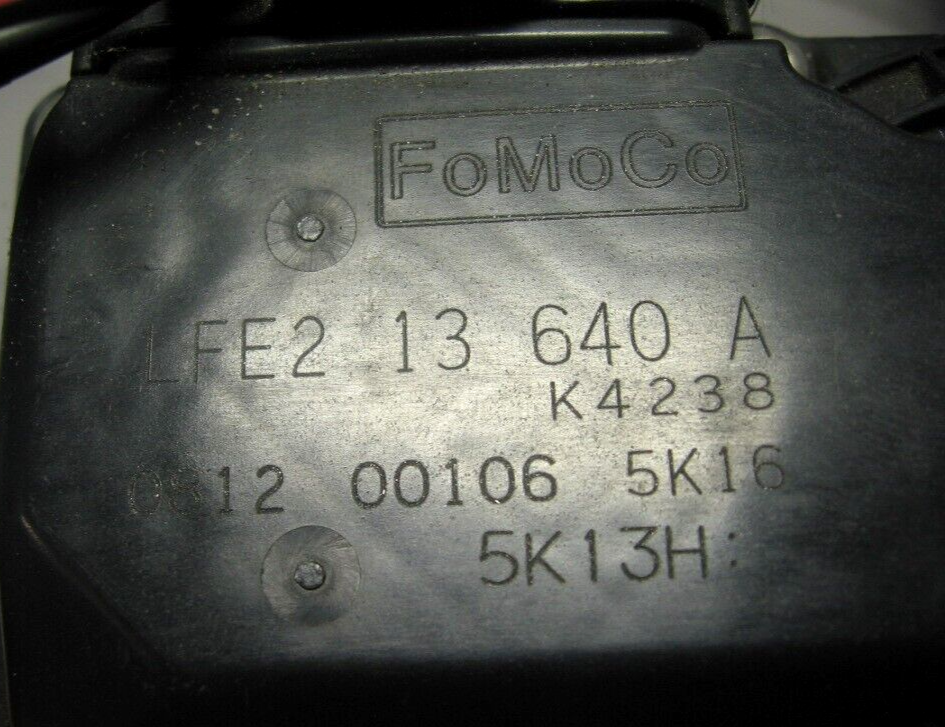 FoMoCo
LFE2 13 640 A
K4238
0812 00106 5K16
5K13H: